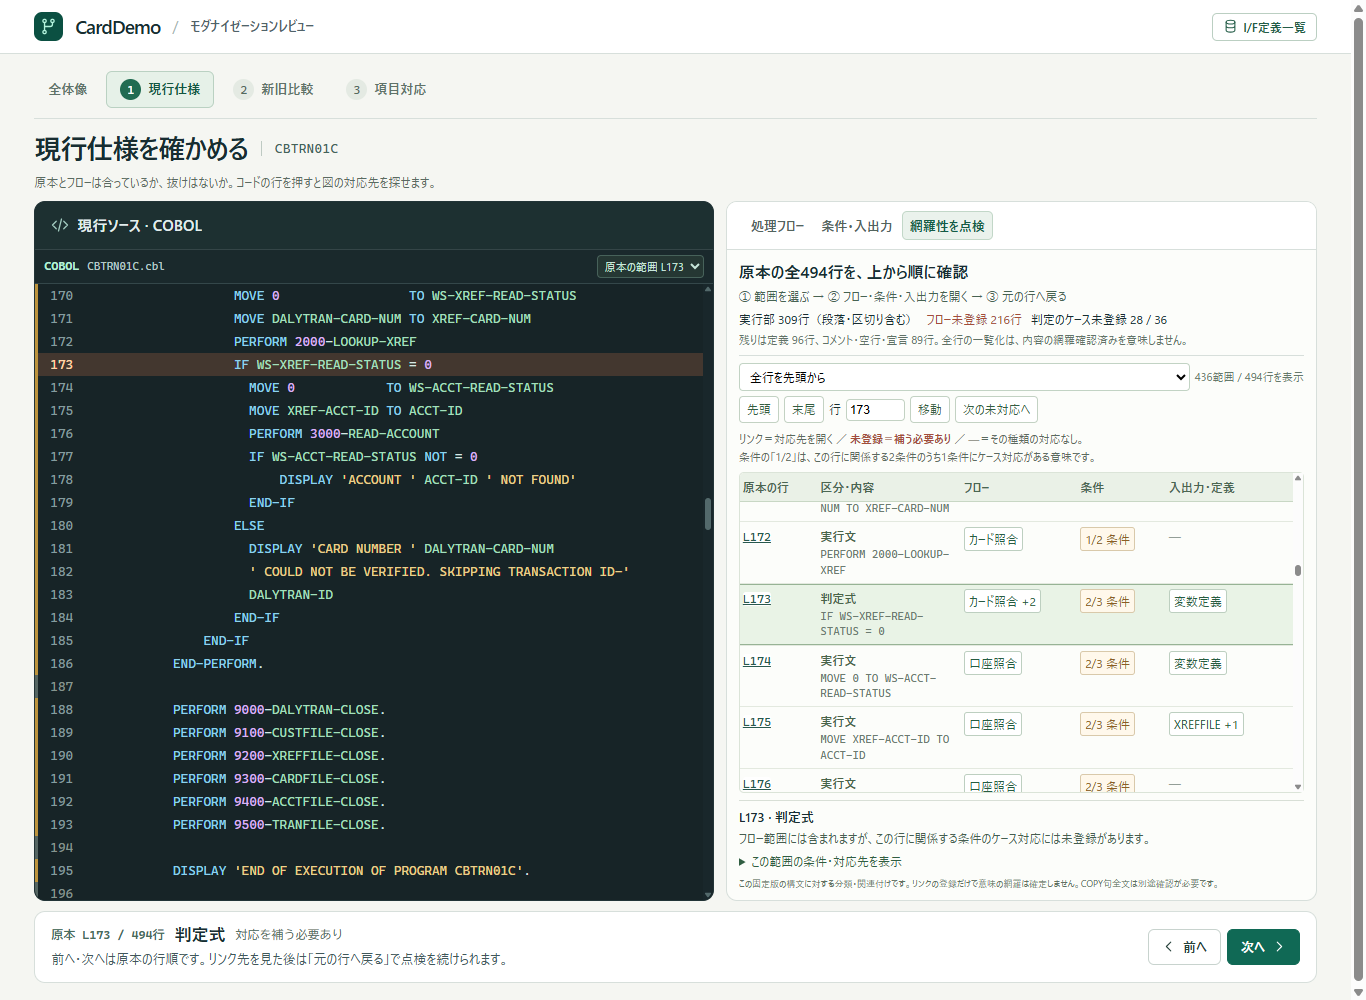 CardDemo / モダナイゼーションレビュー
I/F定義一覧
全体像
1 現行仕様
2 新旧比較
3 項目対応
現行仕様を確かめる CBTRN01C
原本とフローは合っているか、抜けはないか。コードの行を押すと図の対応先を探せます。
</> 現行ソース · COBOL
COBOL CBTRN01C.cbl
原本の範囲 L173
170 MOVE 0 TO WS-XREF-READ-STATUS
171 MOVE DALYTRAN-CARD-NUM TO XREF-CARD-NUM
172 PERFORM 2000-LOOKUP-XREF
173 IF WS-XREF-READ-STATUS = 0
174 MOVE 0 TO WS-ACCT-READ-STATUS
175 MOVE XREF-ACCT-ID TO ACCT-ID
176 PERFORM 3000-READ-ACCOUNT
177 IF WS-ACCT-READ-STATUS NOT = 0
178 DISPLAY 'ACCOUNT ' ACCT-ID ' NOT FOUND'
179 END-IF
180 ELSE
181 DISPLAY 'CARD NUMBER ' DALYTRAN-CARD-NUM
182 ' COULD NOT BE VERIFIED. SKIPPING TRANSACTION ID-'
183 DALYTRAN-ID
184 END-IF
185 END-IF
186 END-PERFORM.
187
188 PERFORM 9000-DALYTRAN-CLOSE.
189 PERFORM 9100-CUSTFILE-CLOSE.
190 PERFORM 9200-XREFFILE-CLOSE.
191 PERFORM 9300-CARDFILE-CLOSE.
192 PERFORM 9400-ACCTFILE-CLOSE.
193 PERFORM 9500-TRANFILE-CLOSE.
194
195 DISPLAY 'END OF EXECUTION OF PROGRAM CBTRN01C'.
196
処理フロー
条件・入出力
網羅性を点検
原本の全494行を、上から順に確認
① 範囲を選ぶ → ② フロー・条件・入出力を開く → ③ 元の行へ戻る
実行部 309行（段落・区切り含む） フロー未登録 216行 判定のケース未登録 28 / 36
残りは定義 96行、コメント・空行・宣言 89行。全行の一覧化は、内容の網羅確認済みを意味しません。
全行を先頭から
436範囲 / 494行を表示
先頭 末尾 行 173 移動 次の未対応へ
リンク＝対応先を開く ／ 未登録＝補う必要あり ／ —＝その種類の対応なし。
条件の「1/2」は、この行に関係する2条件のうち1条件にケース対応がある意味です。
原本の行 区分・内容 フロー 条件 入出力・定義
NUM TO XREF-CARD-NUM
L172 実行文 カード照合 1/2 条件 —
PERFORM 2000-LOOKUP-
XREF
L173 判定式 カード照合 +2 2/3 条件 変数定義
IF WS-XREF-READ-
STATUS = 0
L174 実行文 口座照合 2/3 条件 変数定義
MOVE 0 TO WS-ACCT-
READ-STATUS
L175 実行文 口座照合 2/3 条件 XREFFILE +1
MOVE XREF-ACCT-ID TO
ACCT-ID
L176 実行文 口座照合 2/3 条件 —
L173 · 判定式
フロー範囲には含まれますが、この行に関係する条件のケース対応には未登録があります。
▶ この範囲の条件・対応先を表示
この固定版の構文に対する分類・関連付けです。リンクの登録だけで意味の網羅は確定しません。COPY句全文は別途確認が必要です。
原本 L173 / 494行 判定式 対応を補う必要あり
前へ・次へは原本の行順です。リンク先を見た後は「元の行へ戻る」で点検を続けられます。
前へ
次へ